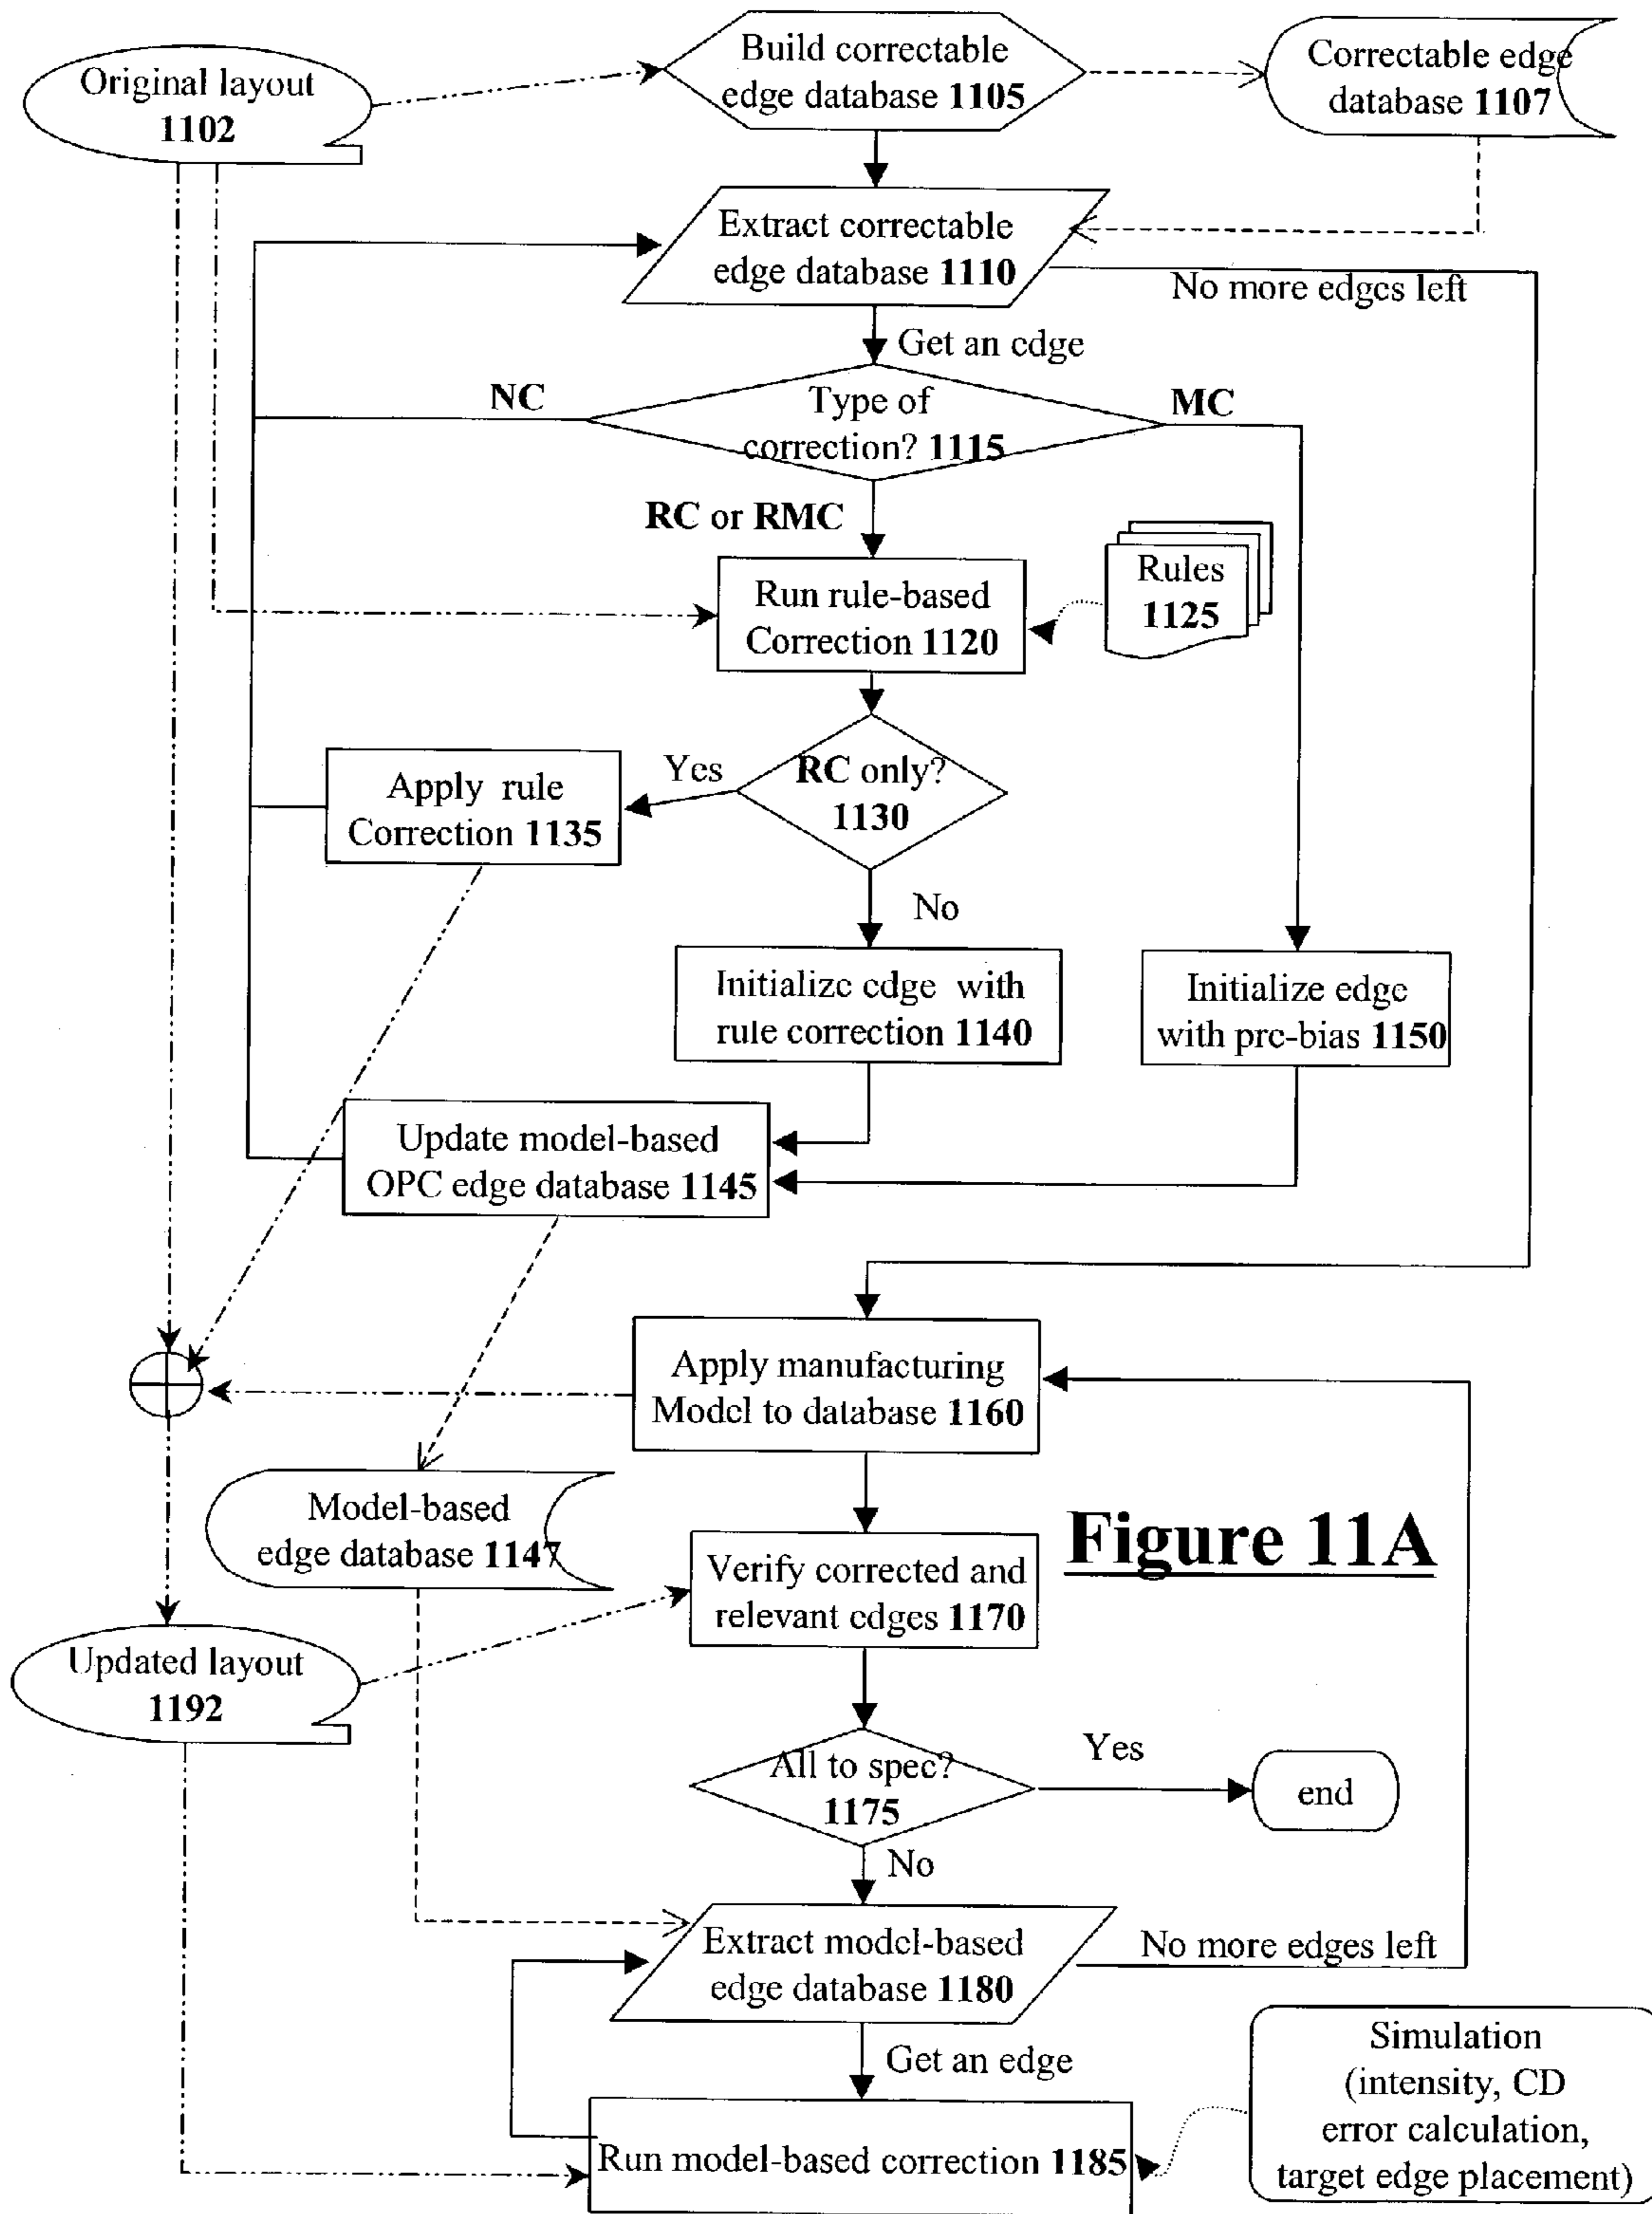 Original layout
1102
Build correctable
edge database 1105
Correctable edge
database 1107
Extract correctable
edge database 1110
No more edges left
Get an edge
NC
Type of
correction? 1115
MC
RC or RMC
Run rule-based
Correction 1120
Rules
1125
RC only?
1130
Yes
Apply rule
Correction 1135
No
Initialize edge with
rule correction 1140
Initialize edge
with pre-bias 1150
Update model-based
OPC edge database 1145
Apply manufacturing
Model to database 1160
Model-based
edge database 1147
Figure 11A
Verify corrected and
relevant edges 1170
Updated layout
1192
All to spec?
1175
Yes
end
No
Extract model-based
edge database 1180
No more edges left
Get an edge
Run model-based correction 1185
Simulation
(intensity, CD
error calculation,
target edge placement)